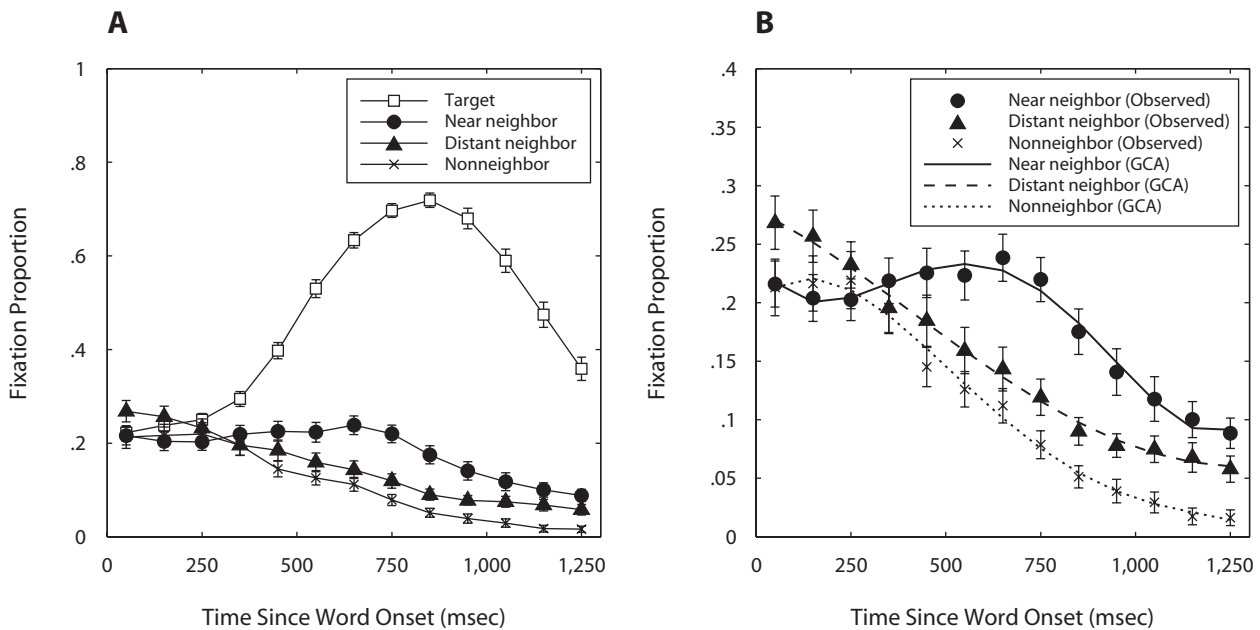 A
Fixation Proportion
1
.8
.6
.4
.2
0
0
250
500
750
1,000
1,250
Time Since Word Onset (msec)
Target
Near neighbor
Distant neighbor
Nonneighbor
B
Fixation Proportion
.4
.35
.3
.25
.2
.15
.1
.05
0
0
250
500
750
1,000
1,250
Time Since Word Onset (msec)
Near neighbor (Observed)
Distant neighbor (Observed)
Nonneighbor (Observed)
Near neighbor (GCA)
Distant neighbor (GCA)
Nonneighbor (GCA)